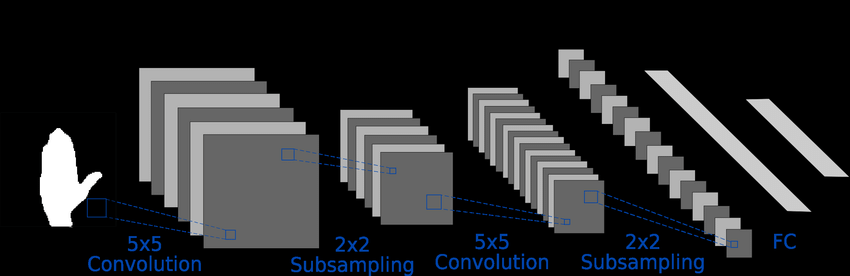 5x5
Convolution
2x2
Subsampling
5x5
Convolution
2x2
Subsampling
FC